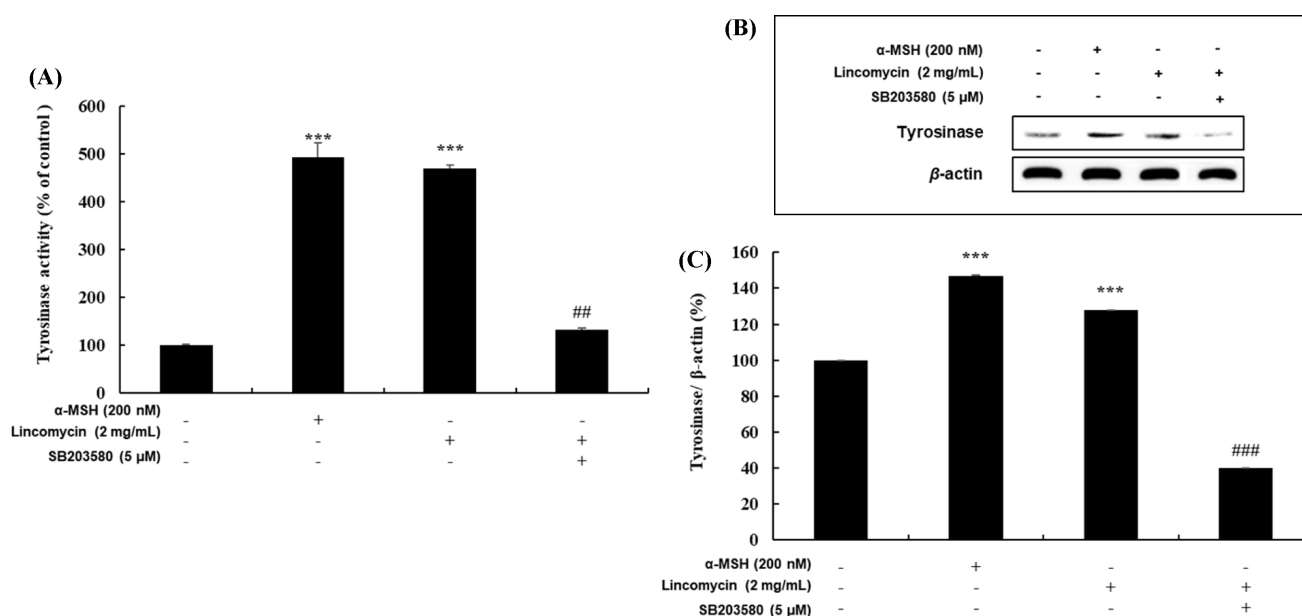 (A)
Tyrosinase activity (% of control )
600
500
400
300
200
100
0
***
***
##
α-MSH (200 nM) - + - -
Lincomycin (2 mg/mL) - - + +
SB203580 (5 μM) - - - +
(B)
α-MSH (200 nM) - + - -
Lincomycin (2 mg/mL) - - + +
SB203580 (5 μM) - - - +
Tyrosinase
β-actin
(C)
Tyrosinase/ β-actin (%)
160
140
120
100
80
60
40
20
0
***
***
###
α-MSH (200 nM) - + - -
Lincomycin (2 mg/mL) - - + +
SB203580 (5 μM) - - - +